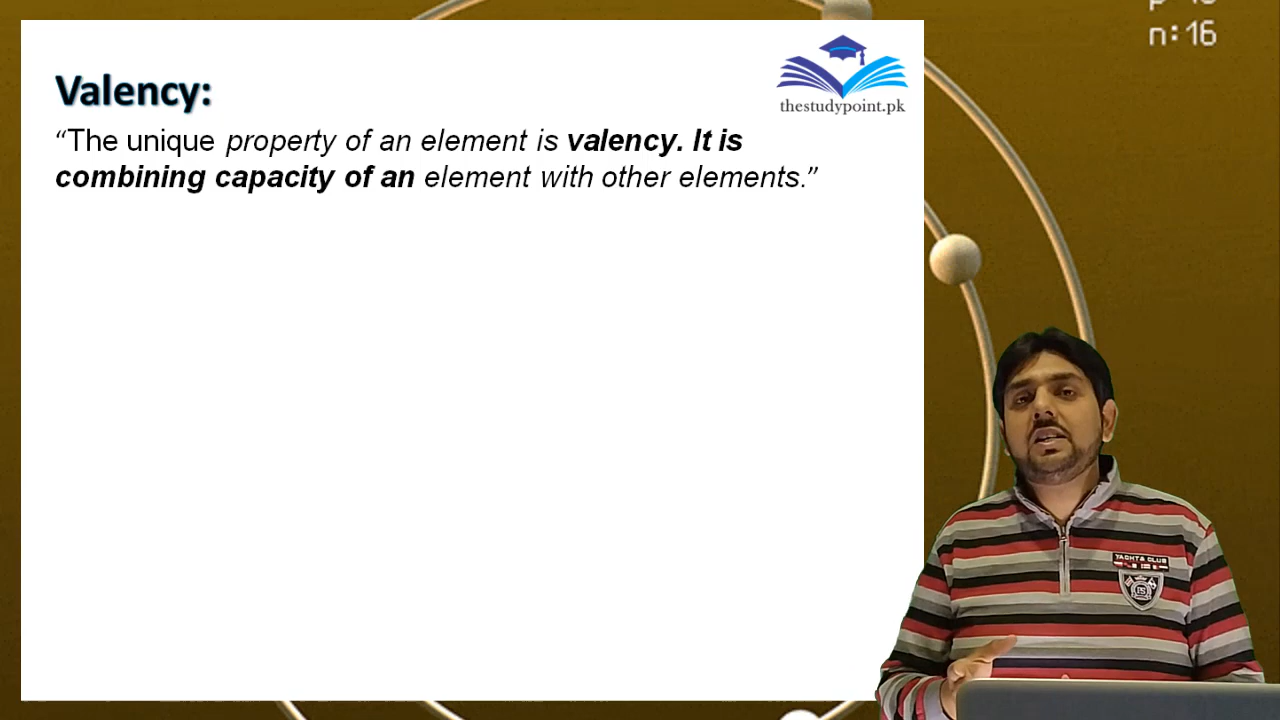 n: 16
Valency:
thestudypoint.pk
“The unique property of an element is valency. It is
combining capacity of an element with other elements.”
YACHT & CLUB